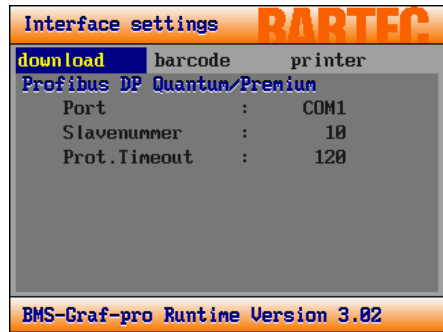 Interface settings BARTEC
download barcode printer
Profibus DP Quantum/Premium
Port : COM1
Slavenummer : 10
Prot.Timeout : 120
BMS-Graf-pro Runtime Version 3.02